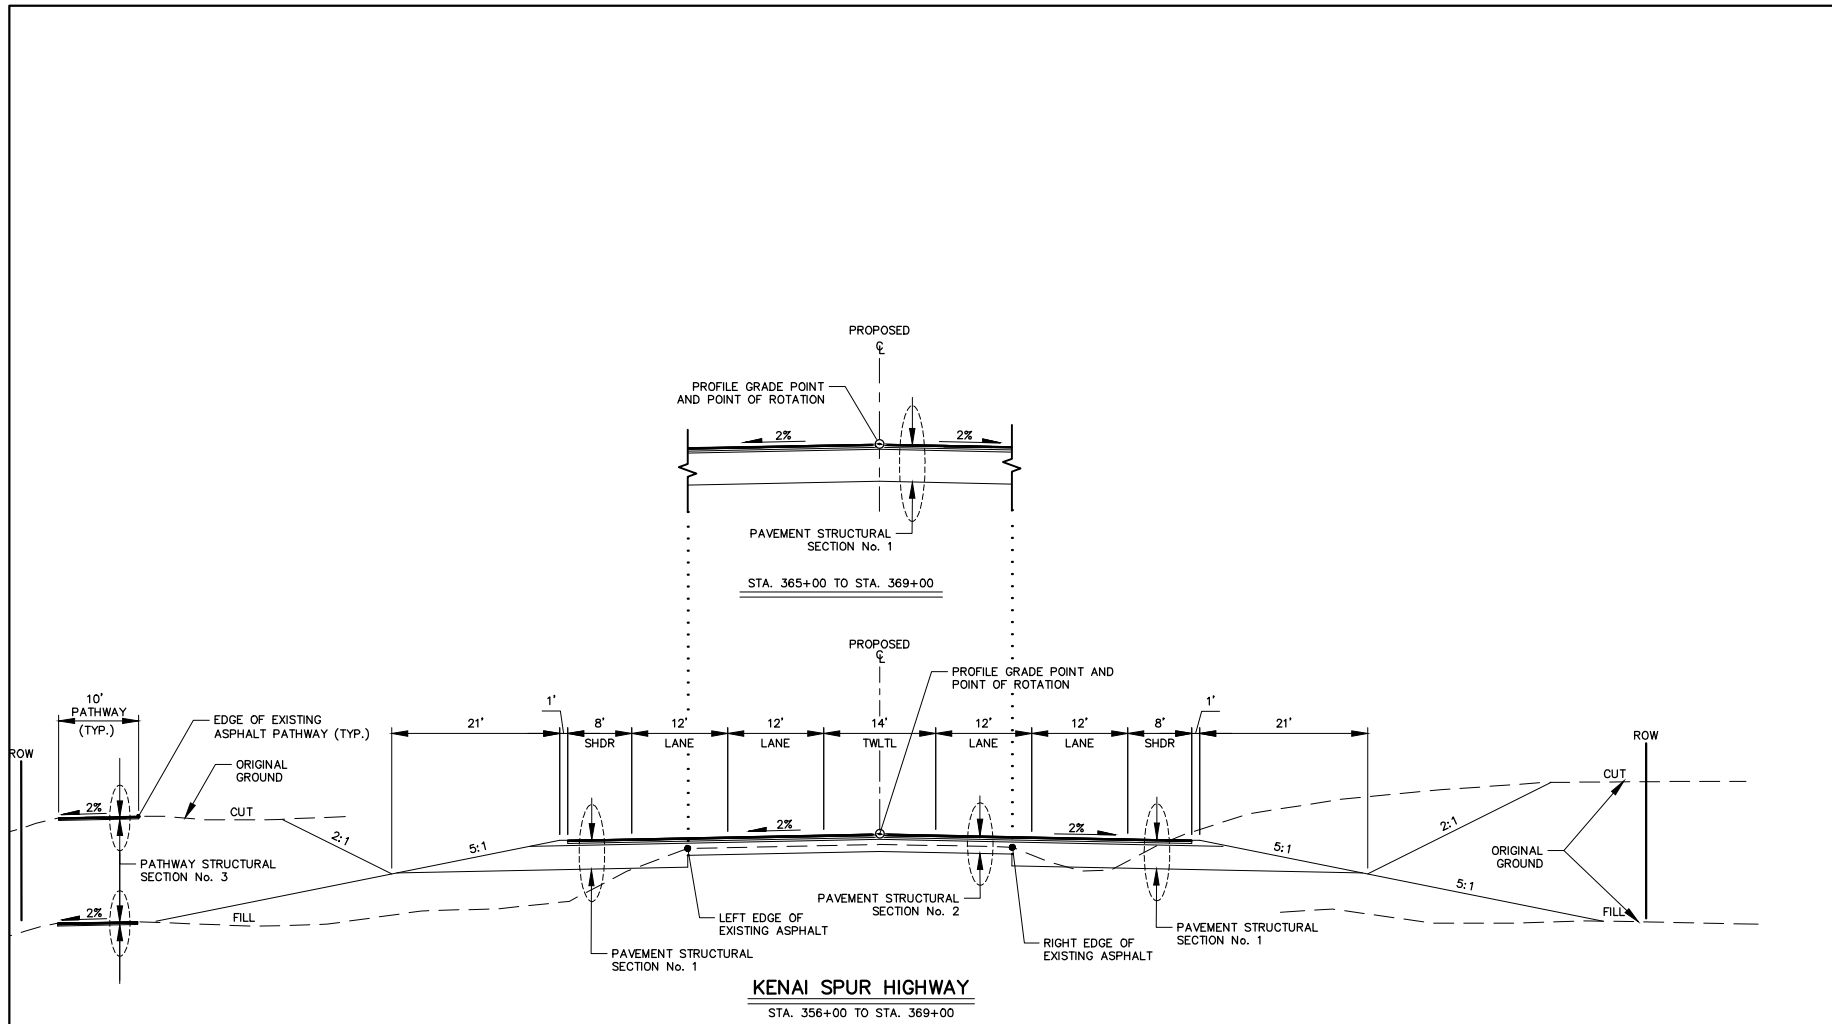 PROPOSED
℄
PROFILE GRADE POINT
AND POINT OF ROTATION
2%
2%
PAVEMENT STRUCTURAL
SECTION No. 1
STA. 365+00 TO STA. 369+00
PROPOSED
℄
PROFILE GRADE POINT AND
POINT OF ROTATION
10'
PATHWAY
(TYP.)
EDGE OF EXISTING
ASPHALT PATHWAY (TYP.)
21'
1'
8'
SHDR
12'
LANE
12'
LANE
14'
TWLTL
12'
LANE
12'
LANE
8'
SHDR
1'
21'
ROW
ROW
ORIGINAL
GROUND
2%
CUT
2:1
5:1
2%
2%
5:1
2:1
CUT
PATHWAY STRUCTURAL
SECTION No. 3
ORIGINAL
GROUND
5:1
2%
FILL
FILL
PAVEMENT STRUCTURAL
SECTION No. 2
LEFT EDGE OF
EXISTING ASPHALT
PAVEMENT STRUCTURAL
SECTION No. 1
RIGHT EDGE OF
EXISTING ASPHALT
PAVEMENT STRUCTURAL
SECTION No. 1
KENAI SPUR HIGHWAY
STA. 356+00 TO STA. 369+00